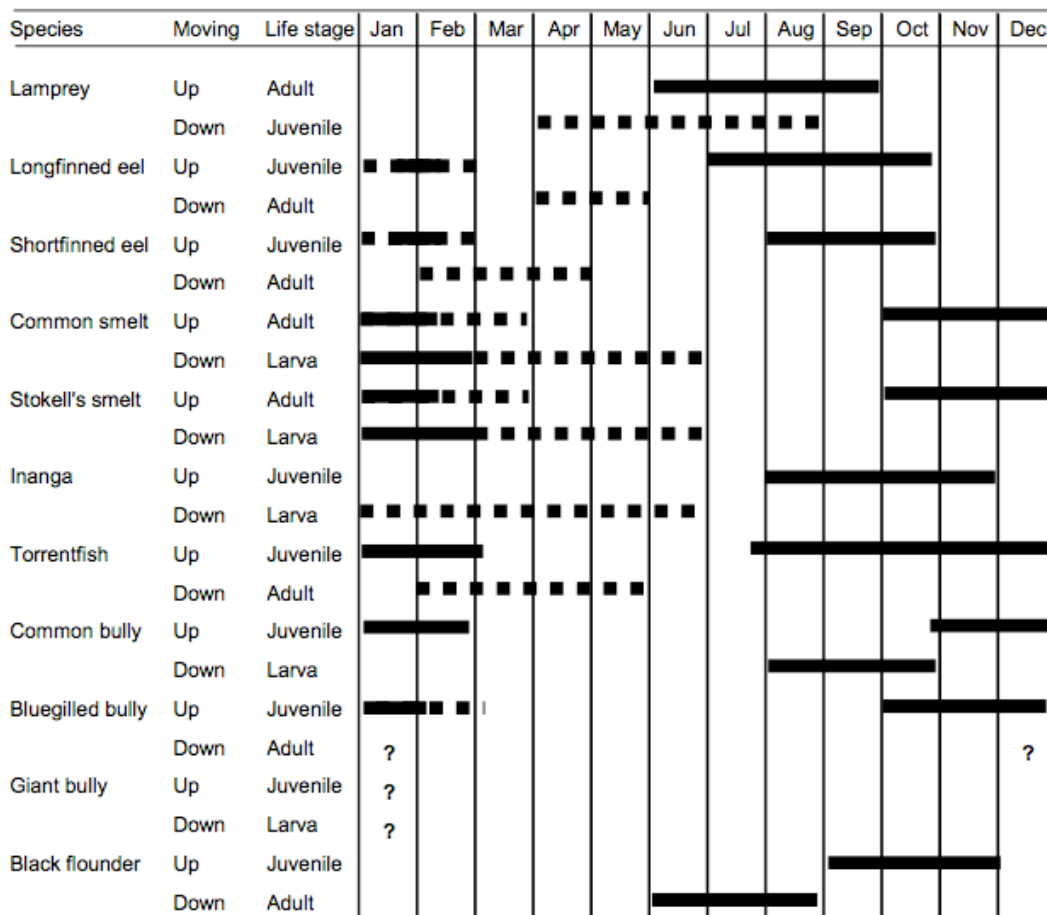 Species Moving Life stage Jan Feb Mar Apr May Jun Jul Aug Sep Oct Nov Dec
Lamprey Up Adult
Down Juvenile
Longfinned eel Up Juvenile
Down Adult
Shortfinned eel Up Juvenile
Down Adult
Common smelt Up Adult
Down Larva
Stokell's smelt Up Adult
Down Larva
Inanga Up Juvenile
Down Larva
Torrentfish Up Juvenile
Down Adult
Common bully Up Juvenile
Down Larva
Bluegilled bully Up Juvenile
Down Adult ? ?
Giant bully Up Juvenile ?
Down Larva ?
Black flounder Up Juvenile
Down Adult